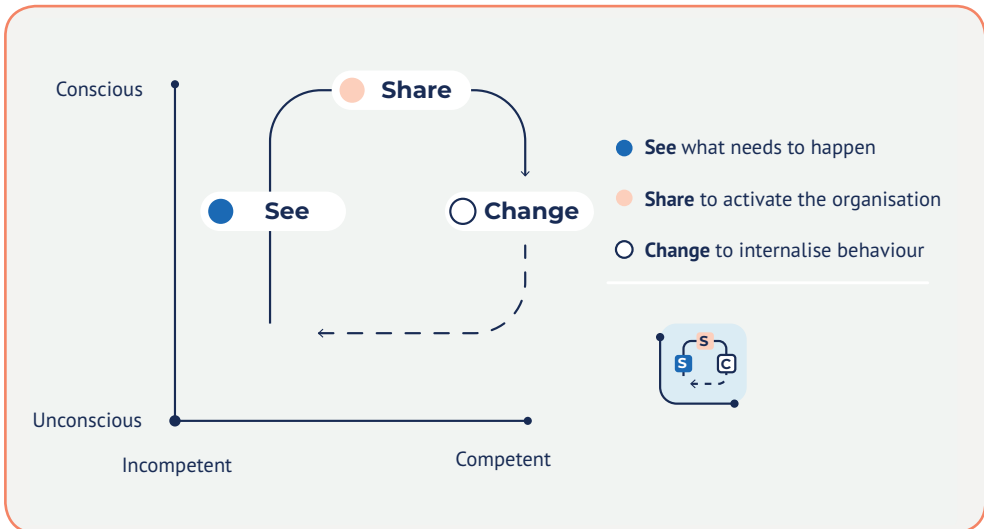 Conscious
Share
See
Change
Unconscious
Incompetent
Competent
See what needs to happen
Share to activate the organisation
Change to internalise behaviour
S
S
C